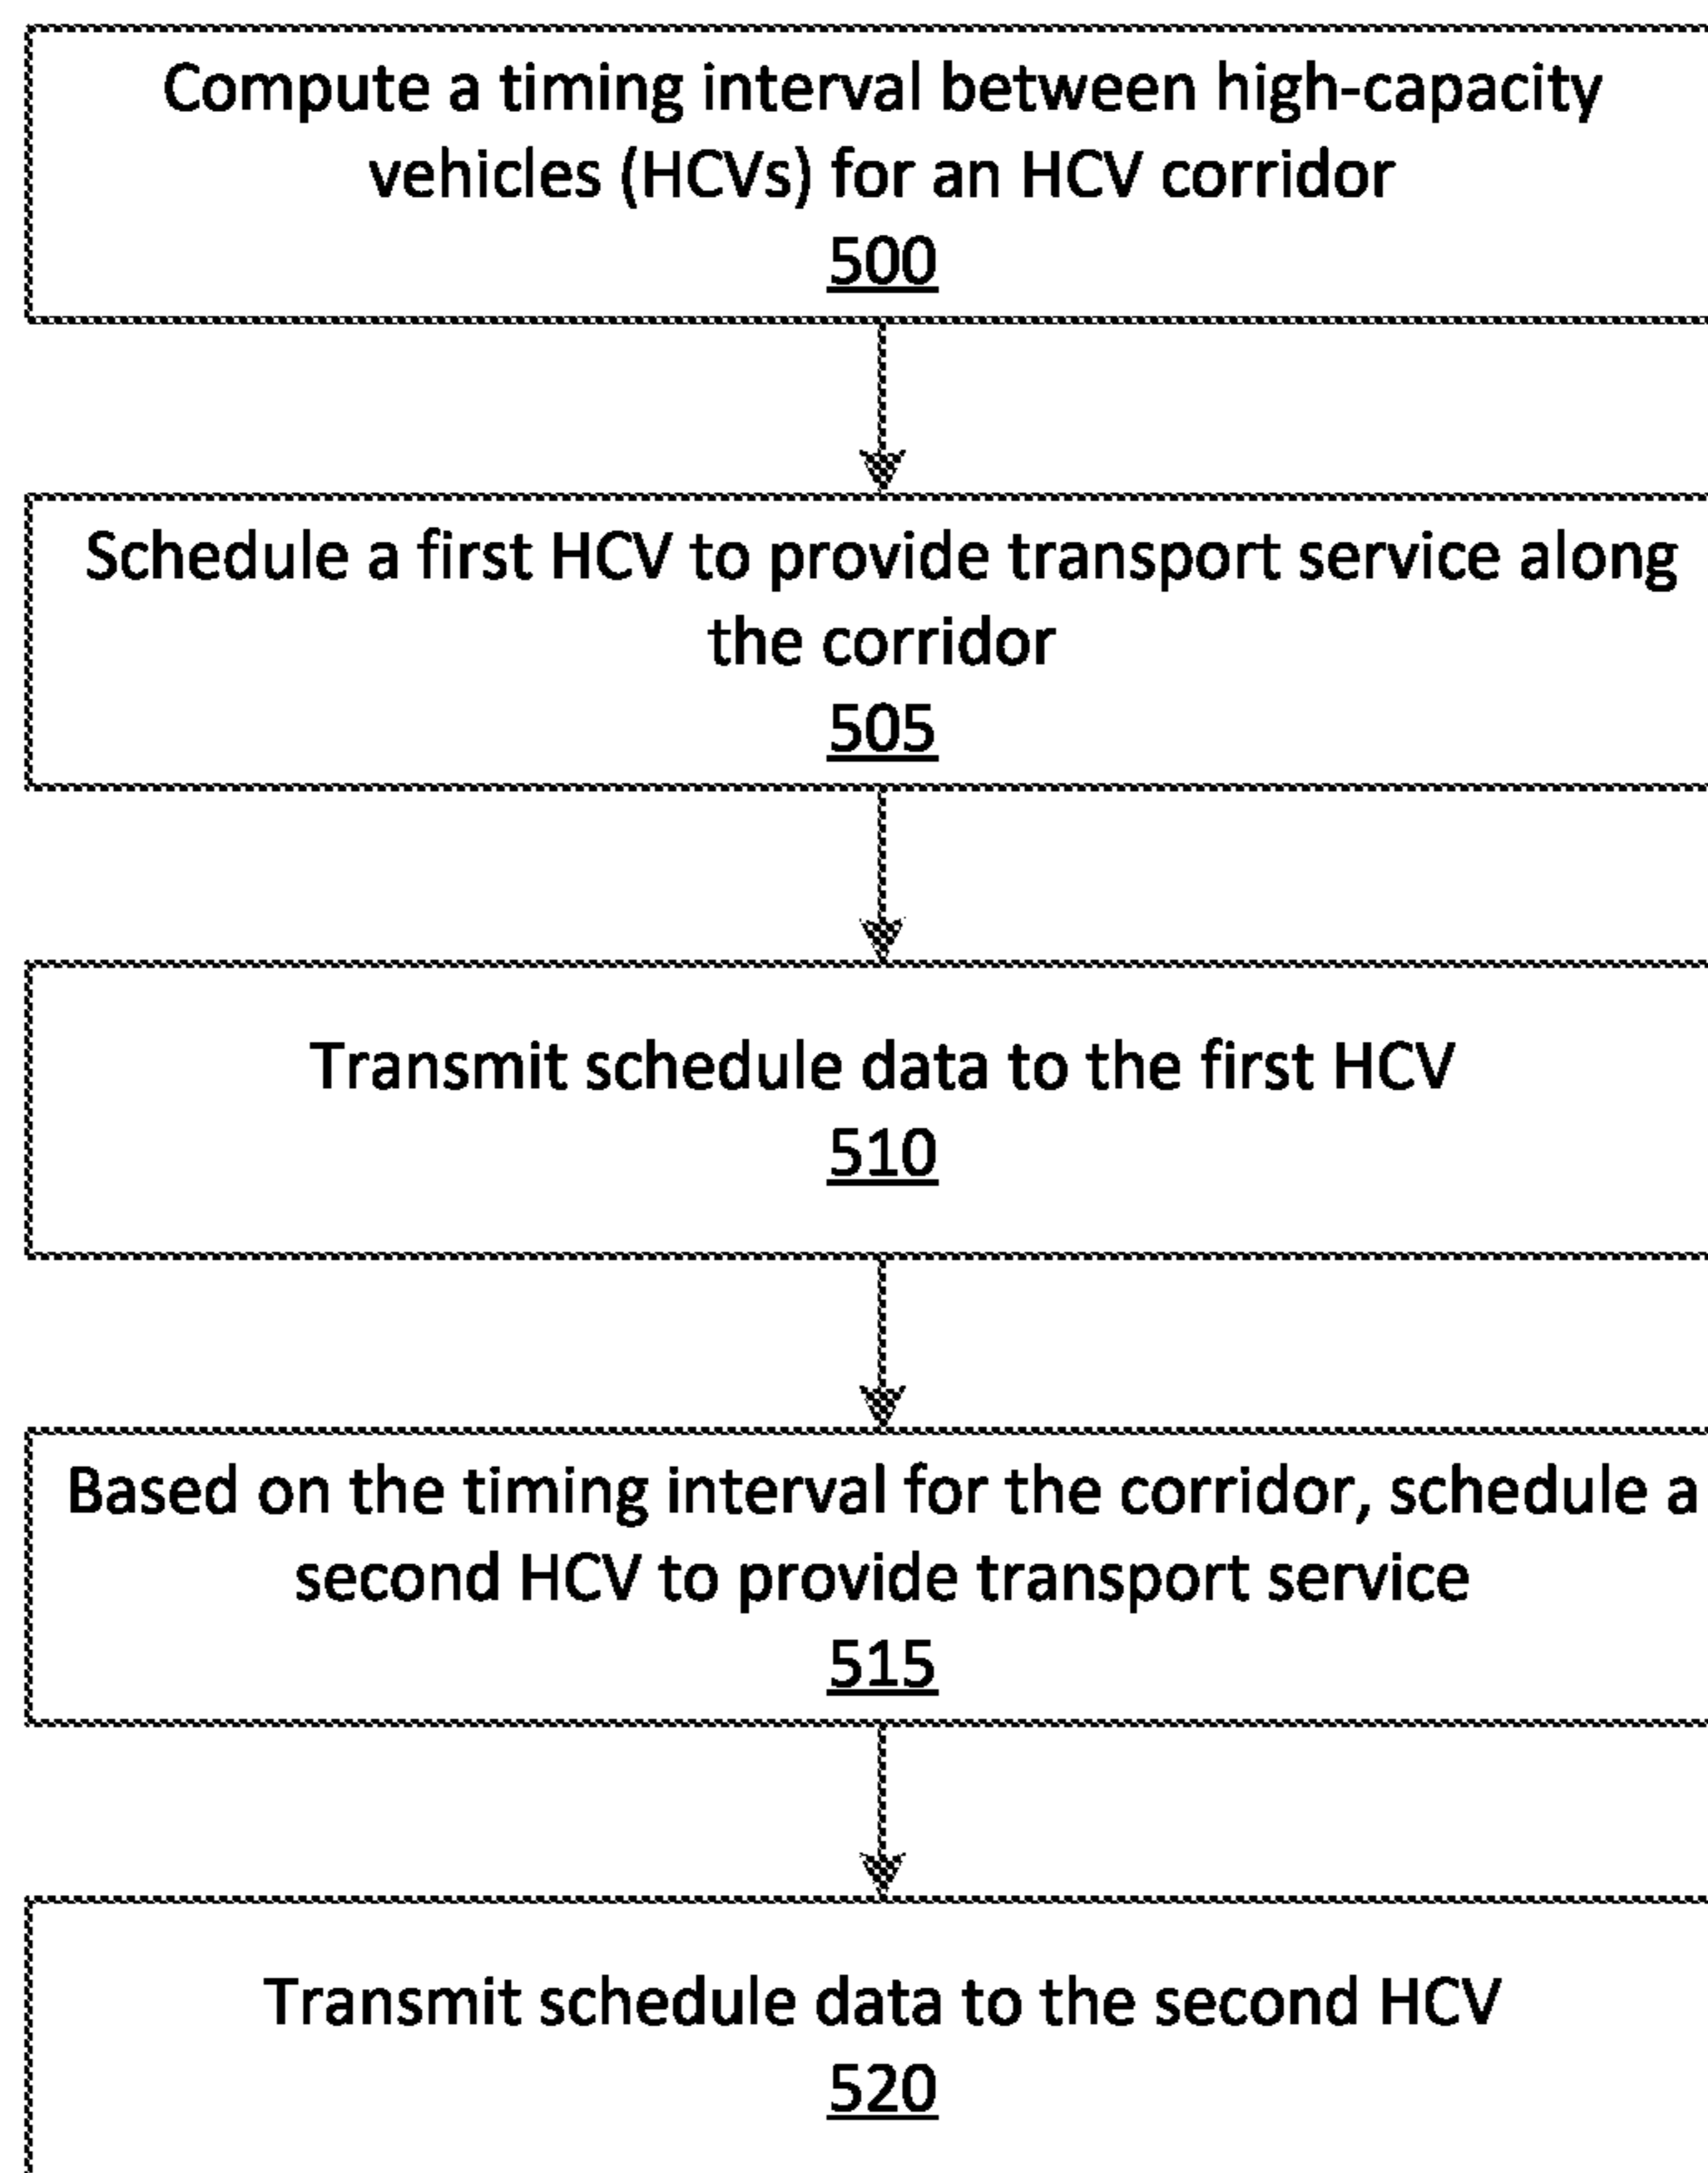 Compute a timing interval between high-capacity
vehicles (HCVs) for an HCV corridor
500
Schedule a first HCV to provide transport service along
the corridor
505
Transmit schedule data to the first HCV
510
Based on the timing interval for the corridor, schedule a
second HCV to provide transport service
515
Transmit schedule data to the second HCV
520